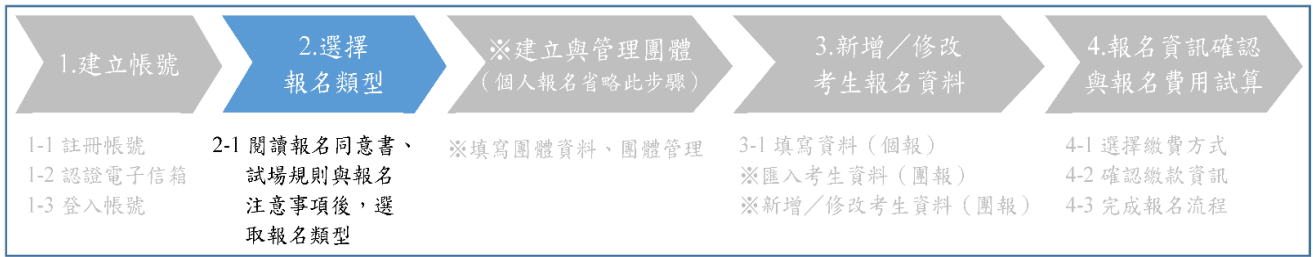 1.建立帳號
2.選擇
報名類型
※建立與管理團體
（個人報名省略此步驟）
3.新增／修改
考生報名資料
4.報名資訊確認
與報名費用試算
1-1 註冊帳號
1-2 認證電子信箱
1-3 登入帳號
2-1 閱讀報名同意書、
試場規則與報名
注意事項後，選
取報名類型
※填寫團體資料、團體管理
3-1 填寫資料（個報）
※匯入考生資料（團報）
※新增／修改考生資料（團報）
4-1 選擇繳費方式
4-2 確認繳款資訊
4-3 完成報名流程